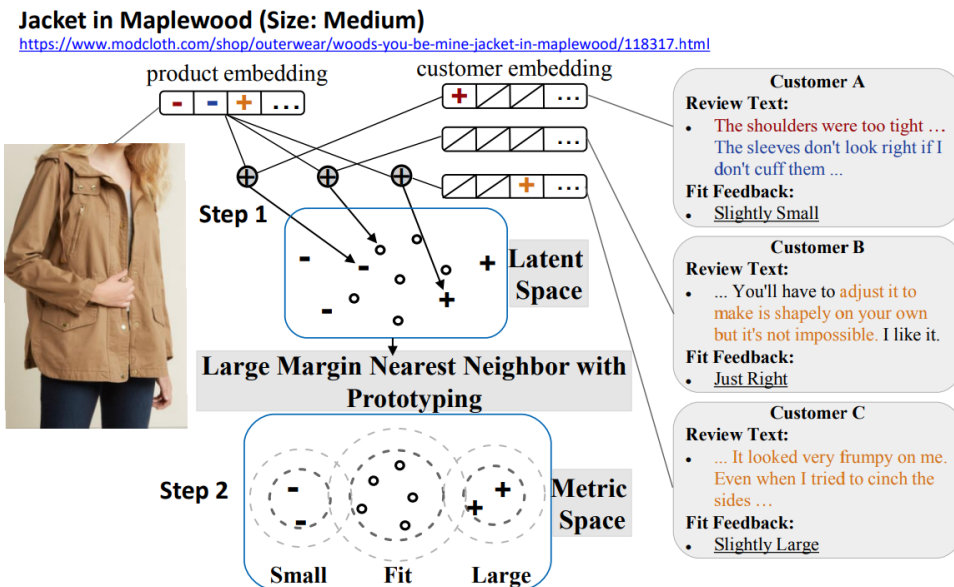 Jacket in Maplewood (Size: Medium)
https://www.modcloth.com/shop/outerwear/woods-you-be-mine-jacket-in-maplewood/118317.html
product embedding
customer embedding
- - + ...
+ ...
...
+ ...
Step 1
- - + - +
Latent
Space
Large Margin Nearest Neighbor with
Prototyping
Step 2
- - + +
Metric
Space
Small Fit Large
Customer A
Review Text:
• The shoulders were too tight ...
The sleeves don't look right if I
don't cuff them ...
Fit Feedback:
• Slightly Small
Customer B
Review Text:
• ... You'll have to adjust it to
make is shapely on your own
but it's not impossible. I like it.
Fit Feedback:
• Just Right
Customer C
Review Text:
• ... It looked very frumpy on me.
Even when I tried to cinch the
sides ...
Fit Feedback:
• Slightly Large